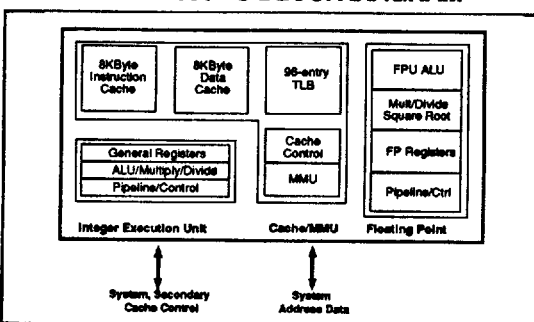 8KByte
Instruction
Cache
8KByte
Data
Cache
96-entry
TLB
FPU ALU
Mult/Divide
Square Root
FP Registers
Pipeline/Ctrl
Cache
Control
MMU
General Registers
ALU/Multiply/Divide
Pipeline/Control
Integer Execution Unit
Cache/MMU
Floating Point
System, Secondary
Cache Control
System
Address Data